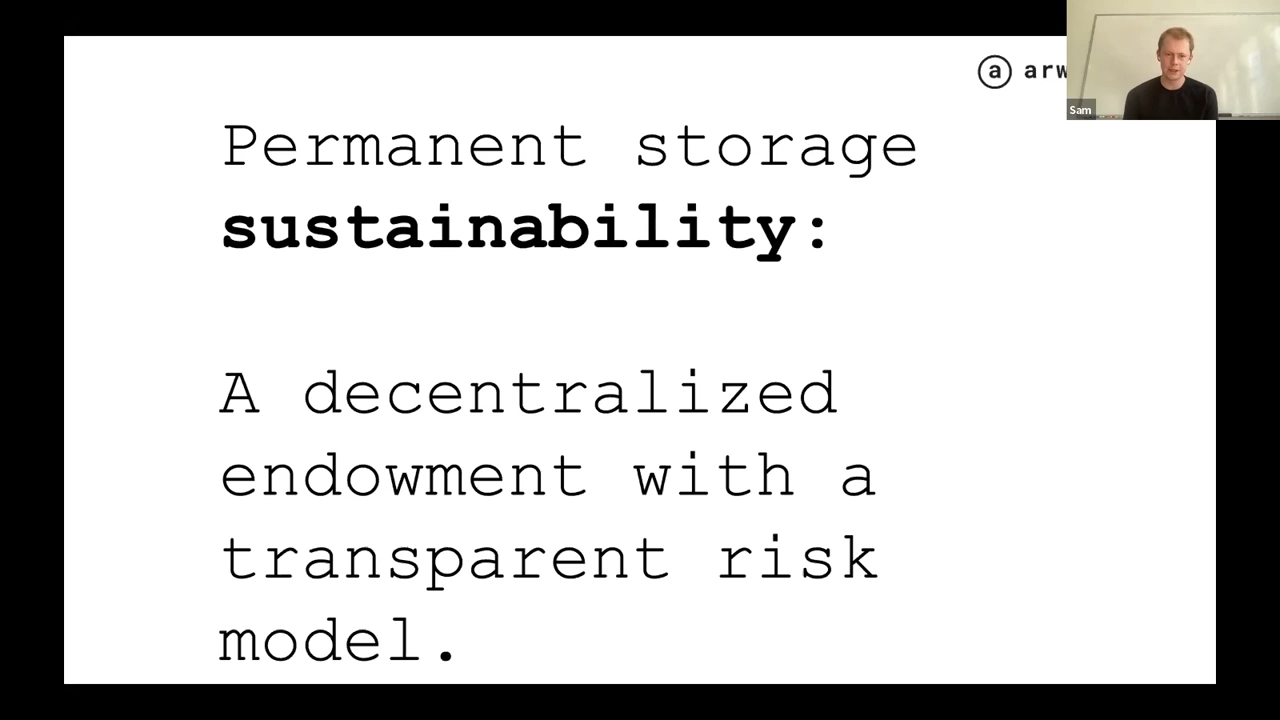 a arw
Sam
Permanent storage
sustainability:
A decentralized
endowment with a
transparent risk
model.